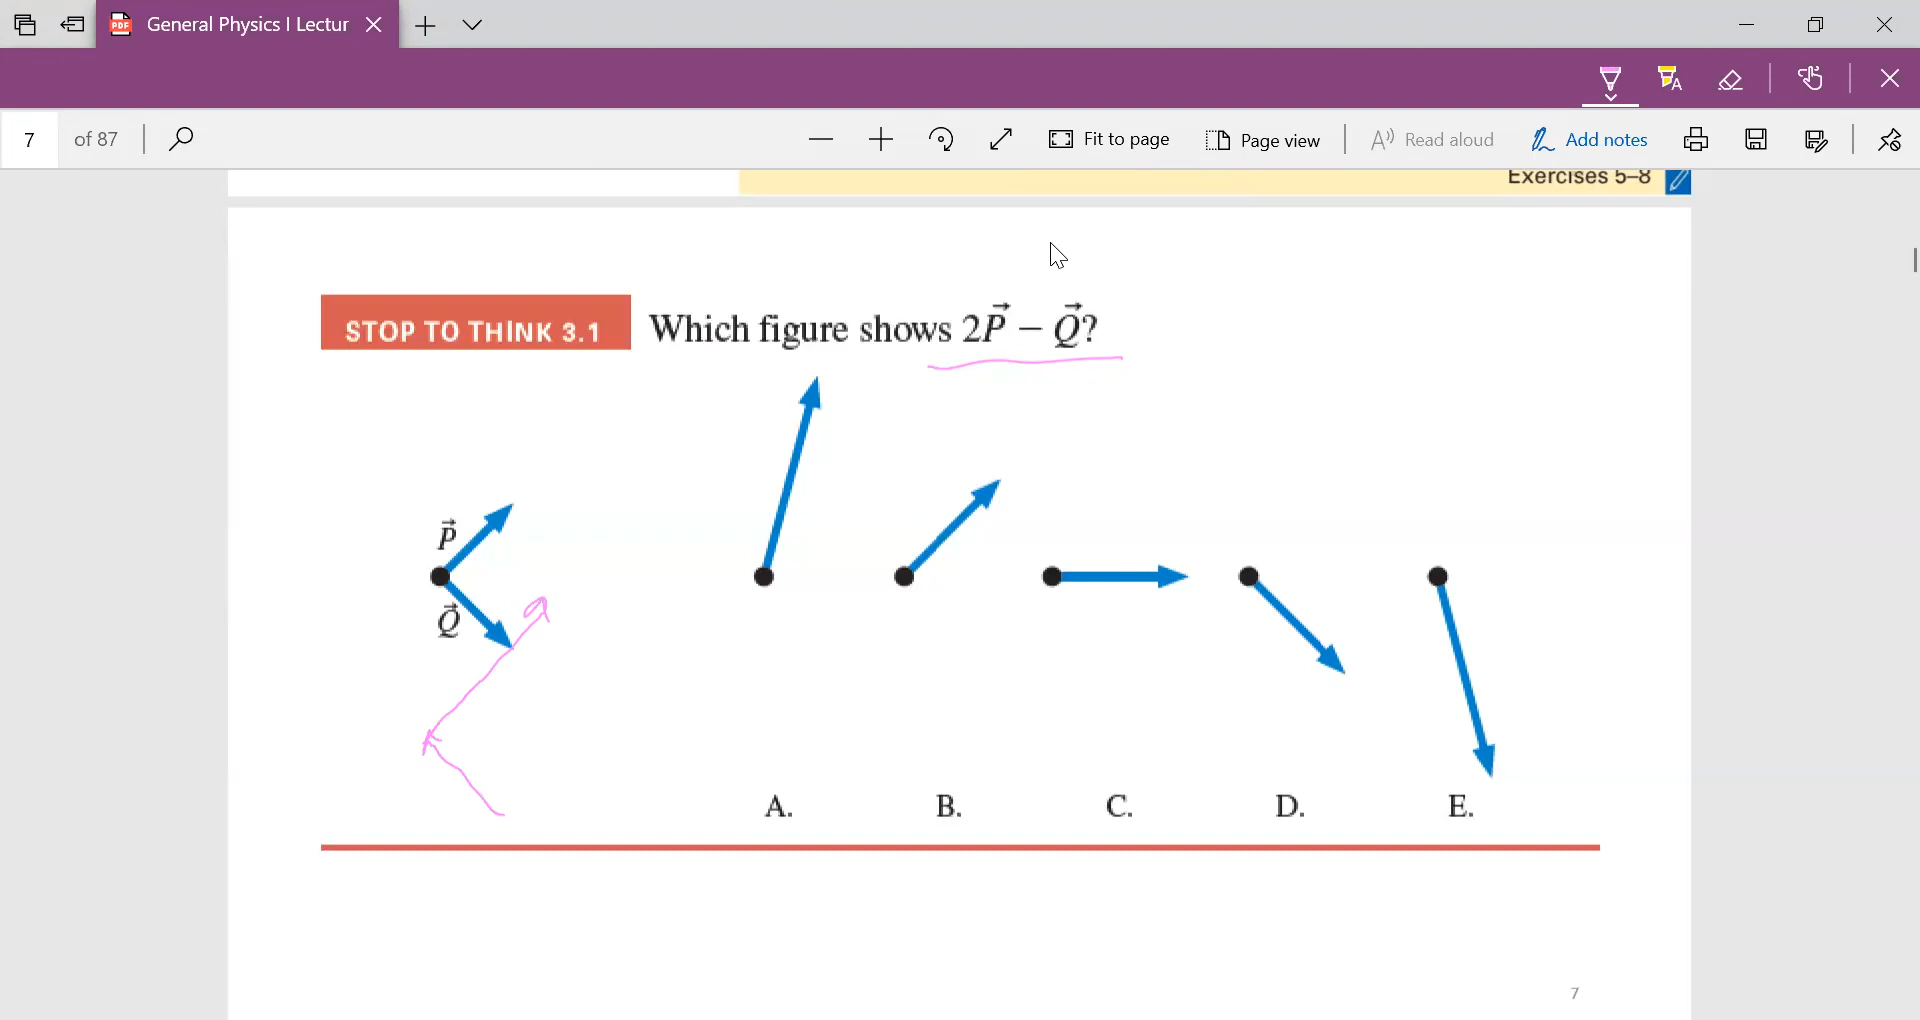 General Physics I Lectur
7 of 87
Fit to page
Page view
Read aloud
Add notes
Exercises 5–8
STOP TO THINK 3.1 Which figure shows 2P⃗ − Q⃗?
P⃗
Q⃗
A. B. C. D. E.
7